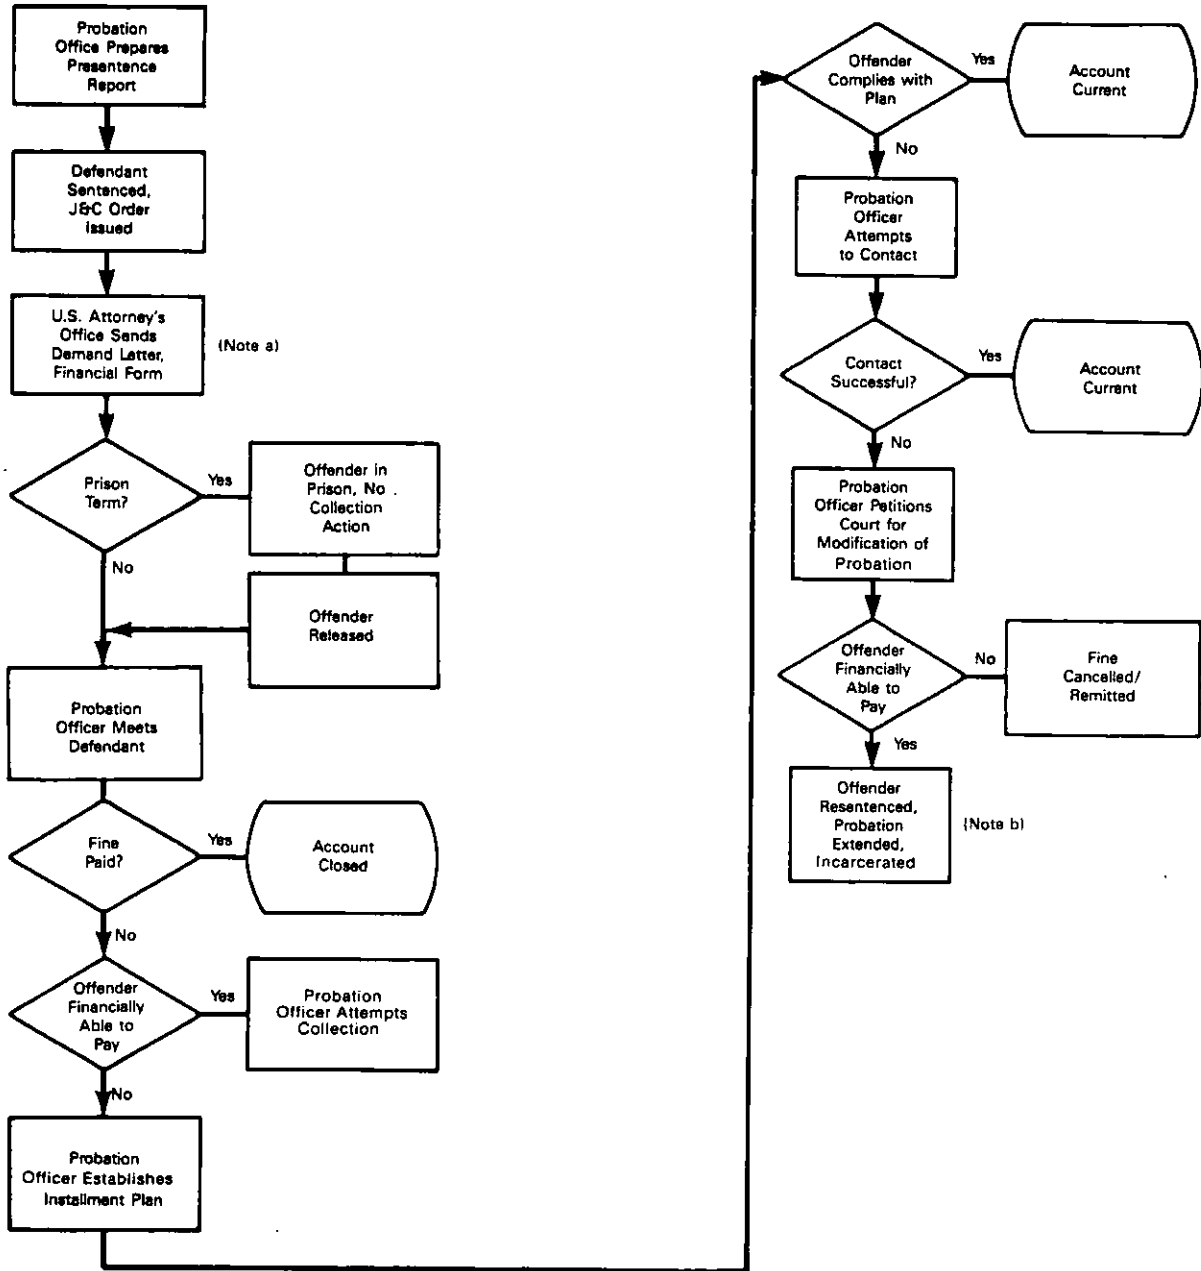 Probation
Office Prepares
Presentence
Report
Defendant
Sentenced,
J&C Order
Issued
U.S. Attorney's
Office Sends
Demand Letter,
Financial Form
(Note a)
Prison
Term?
Yes
Offender in
Prison, No
Collection
Action
No
Offender
Released
Probation
Officer Meets
Defendant
Fine
Paid?
Yes
Account
Closed
No
Offender
Financially
Able to
Pay
Yes
Probation
Officer Attempts
Collection
No
Probation
Officer Establishes
Installment Plan
Offender
Complies with
Plan
Yes
Account
Current
No
Probation
Officer
Attempts
to Contact
Contact
Successful?
Yes
Account
Current
No
Probation
Officer Petitions
Court for
Modification of
Probation
Offender
Financially
Able to
Pay
No
Fine
Cancelled/
Remitted
Yes
Offender
Resentenced,
Probation
Extended,
Incarcerated
(Note b)